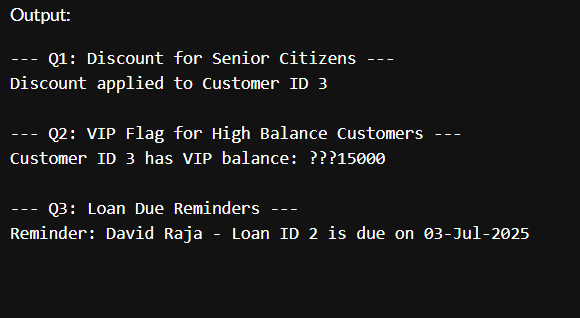 Output:
--- Q1: Discount for Senior Citizens ---
Discount applied to Customer ID 3
--- Q2: VIP Flag for High Balance Customers ---
Customer ID 3 has VIP balance: ???15000
--- Q3: Loan Due Reminders ---
Reminder: David Raja - Loan ID 2 is due on 03-Jul-2025